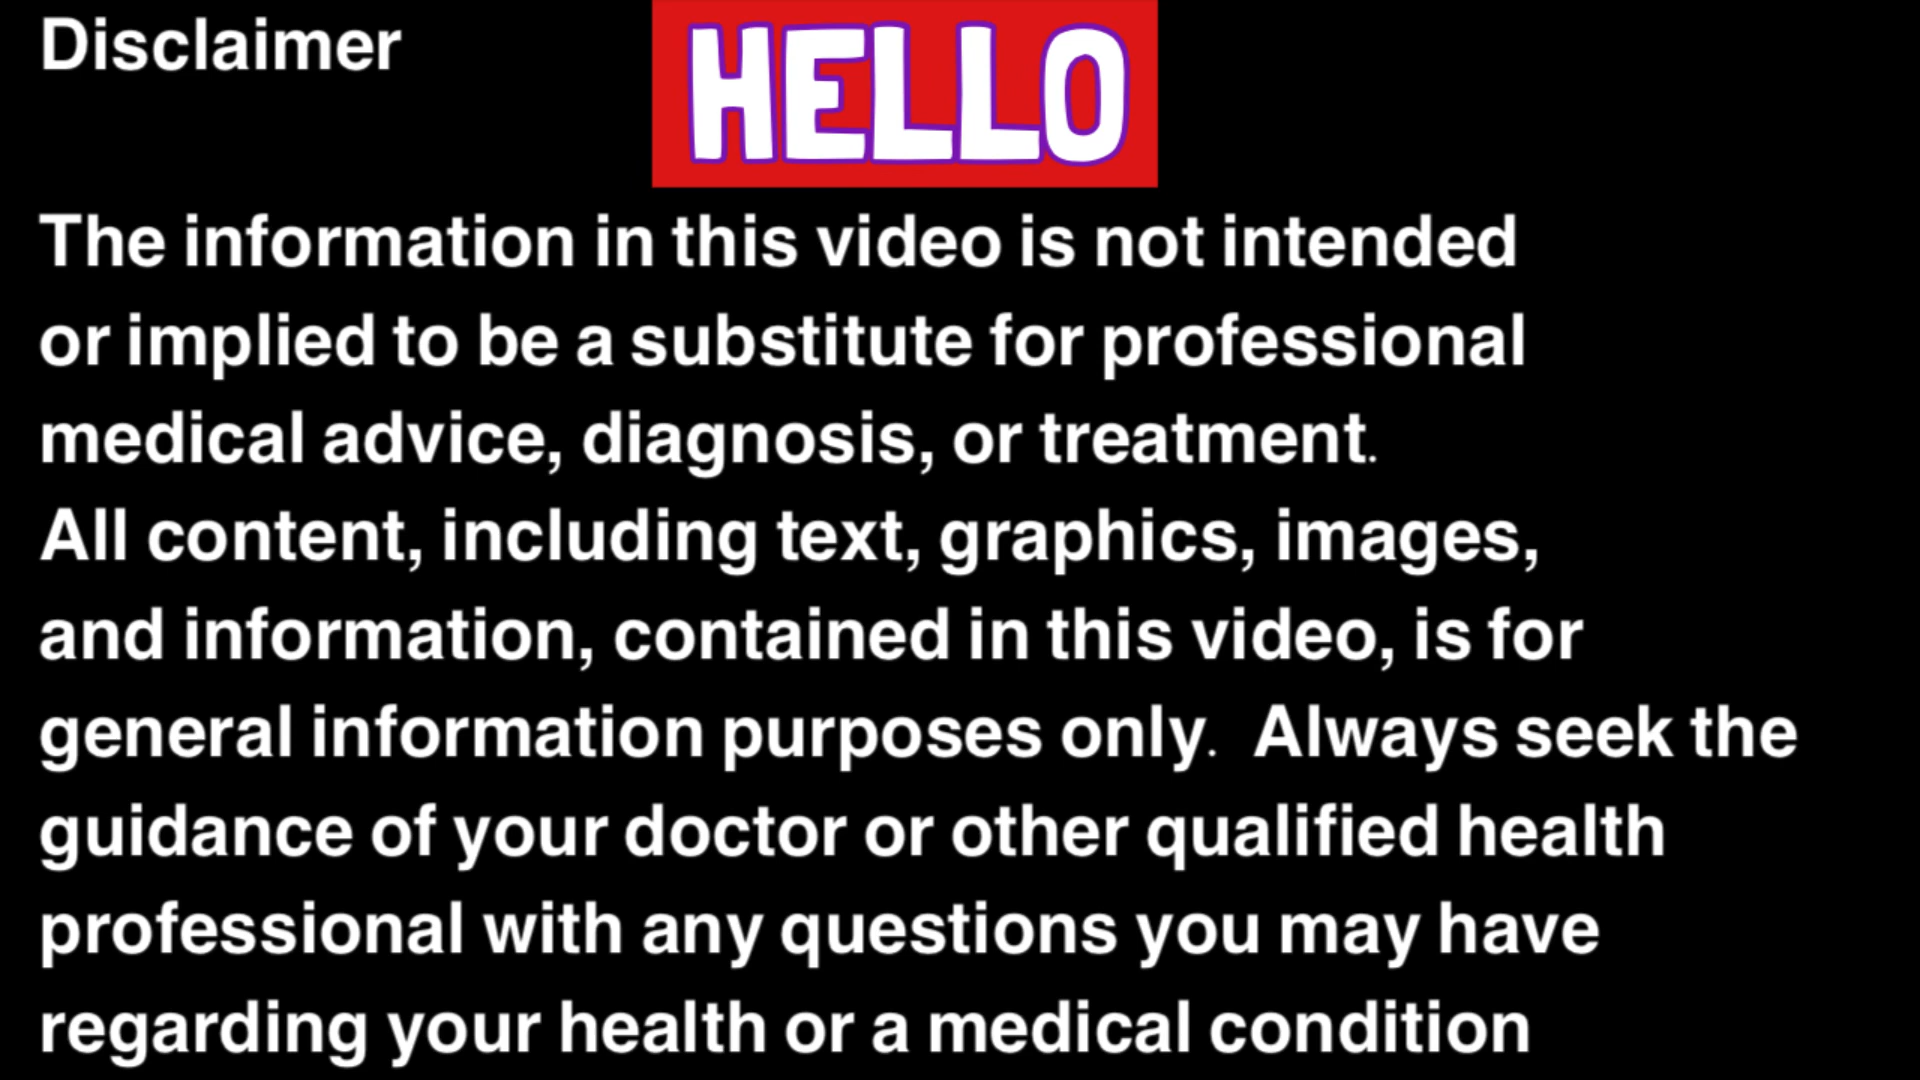 Disclaimer
HELLO
The information in this video is not intended
or implied to be a substitute for professional
medical advice, diagnosis, or treatment.
All content, including text, graphics, images,
and information, contained in this video, is for
general information purposes only.  Always seek the
guidance of your doctor or other qualified health
professional with any questions you may have
regarding your health or a medical condition